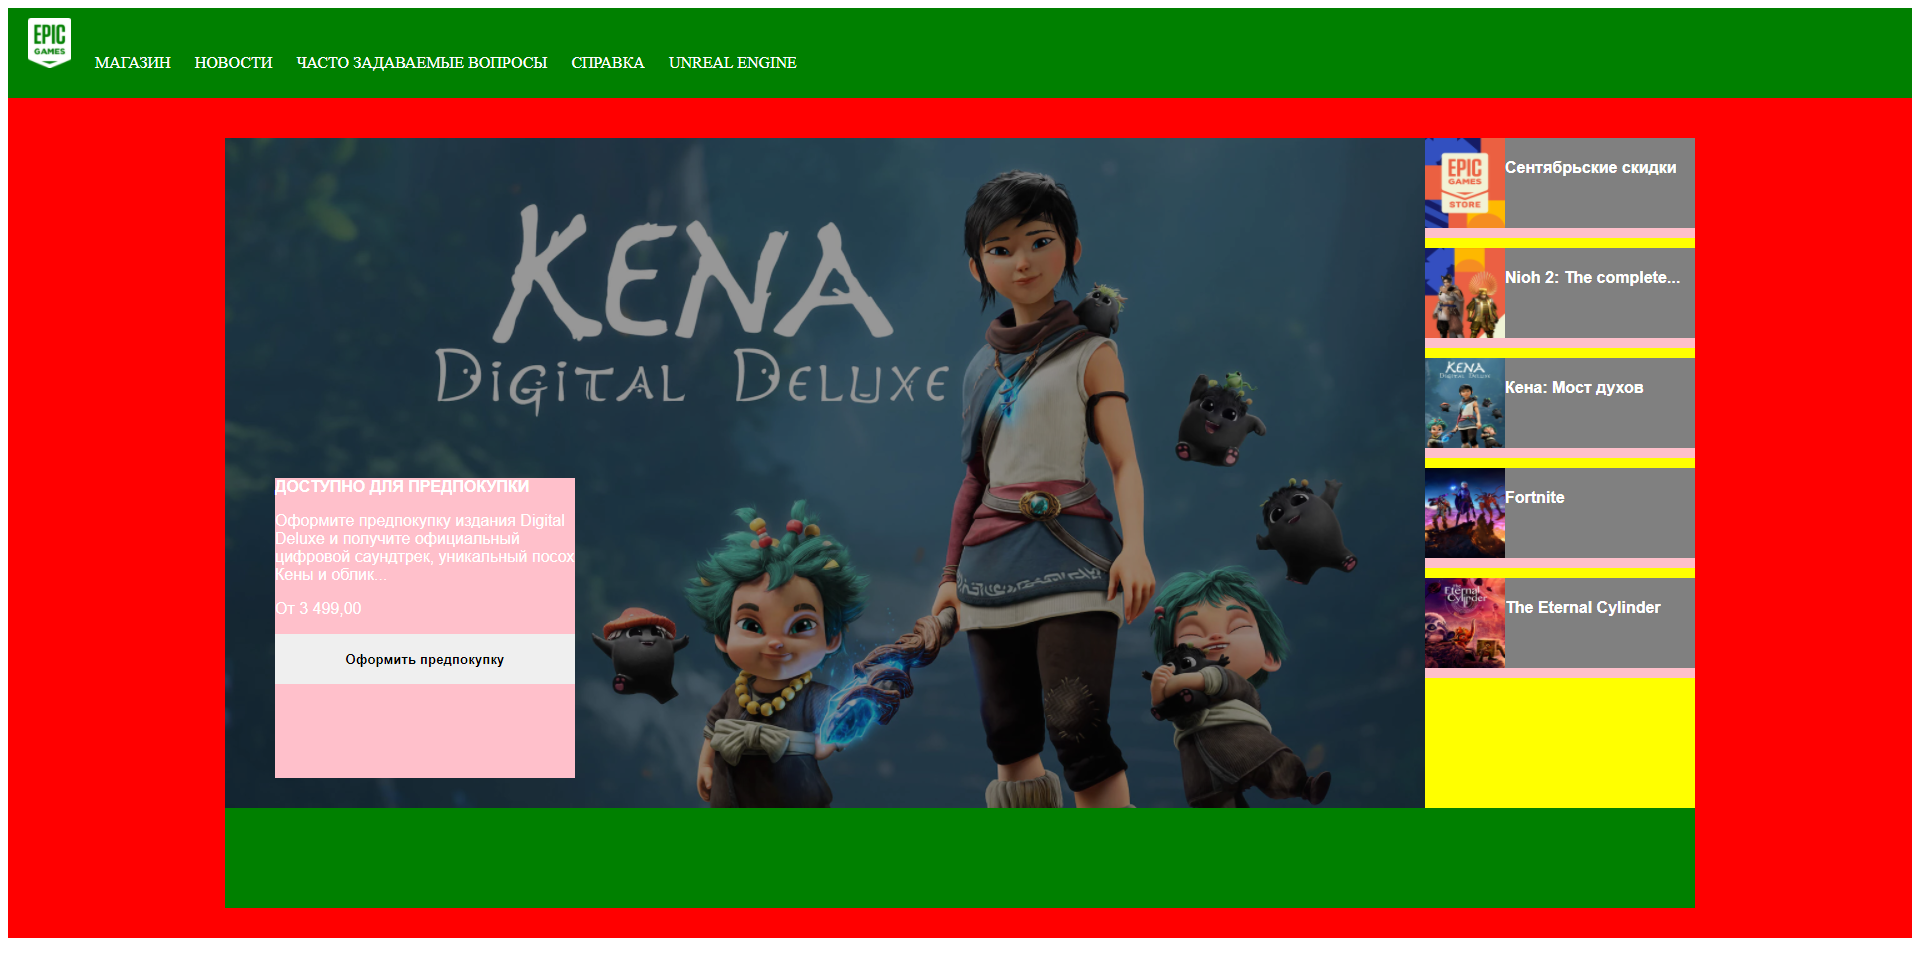 EPIC
GAMES
МАГАЗИН НОВОСТИ ЧАСТО ЗАДАВАЕМЫЕ ВОПРОСЫ СПРАВКА UNREAL ENGINE
KENA
DIGITAL DELUXE
ДОСТУПНО ДЛЯ ПРЕДПОКУПКИ
Оформите предпокупку издания Digital
Deluxe и получите официальный
цифровой саундтрек, уникальный посох
Кены и облик...
От 3 499,00
Оформить предпокупку
EPIC
GAMES
STORE
Сентябрьские скидки
Nioh 2: The complete...
KENA
DIGITAL DELUXE
Кена: Мост духов
Fortnite
The
Eternal
Cylinder
The Eternal Cylinder